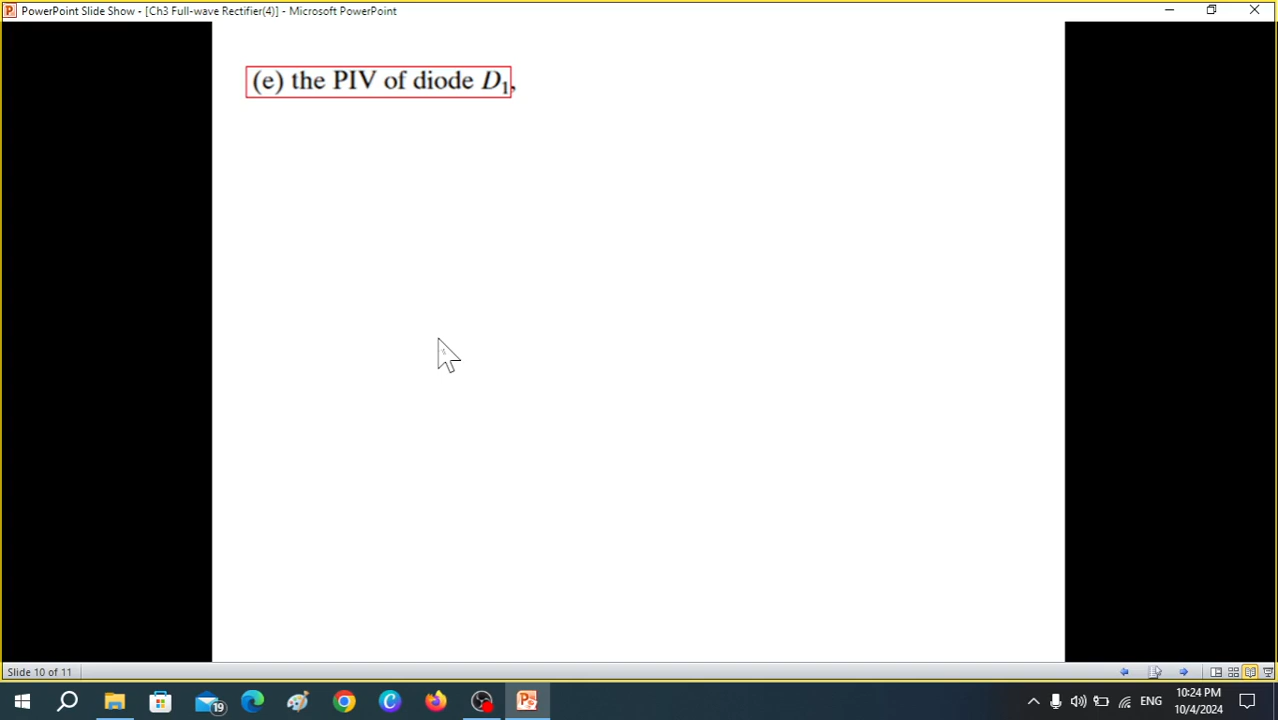 PowerPoint Slide Show - [Ch3 Full-wave Rectifier(4)] - Microsoft PowerPoint
(e) the PIV of diode D₁,
Slide 10 of 11
19
ENG
10:24 PM
10/4/2024